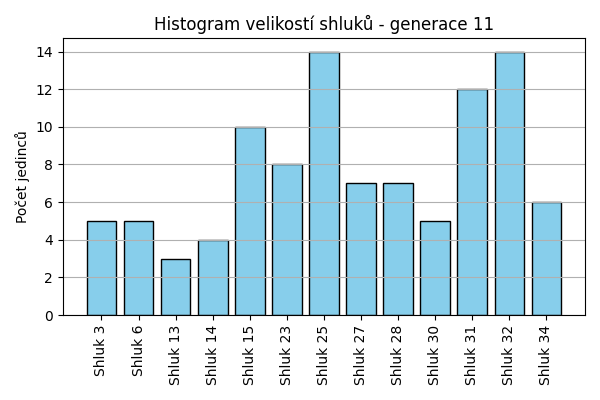 Histogram velikostí shluků - generace 11
Počet jedinců
14
12
10
8
6
4
2
0
Shluk 3
Shluk 6
Shluk 13
Shluk 14
Shluk 15
Shluk 23
Shluk 25
Shluk 27
Shluk 28
Shluk 30
Shluk 31
Shluk 32
Shluk 34